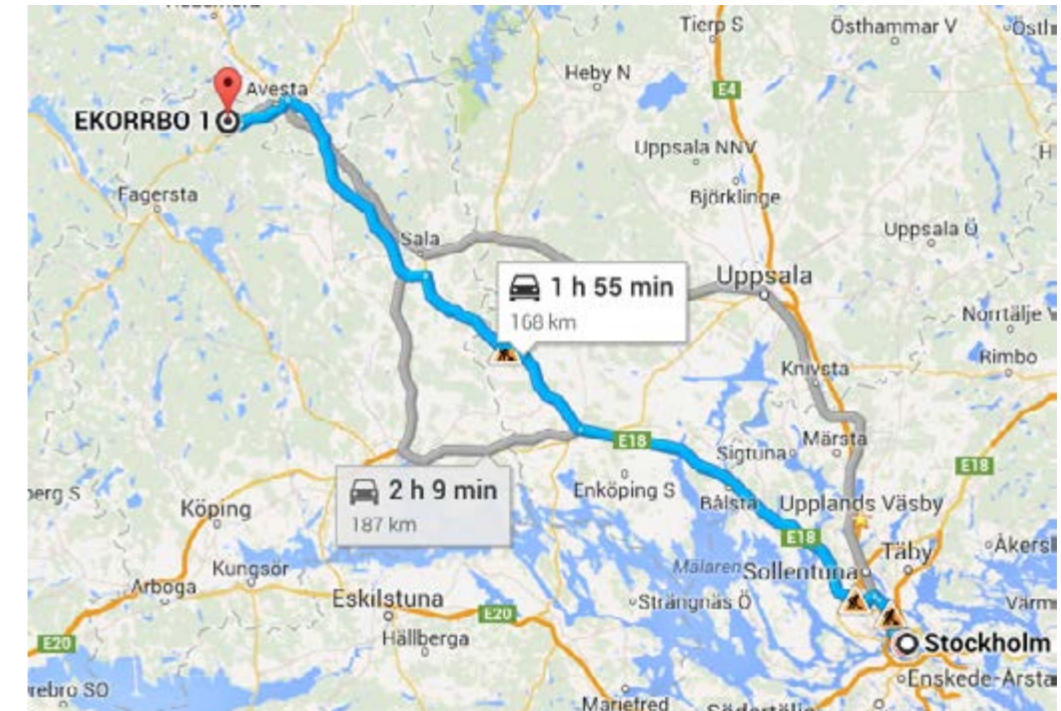 Tierp S
Östhammar V
Heby N
Avesta
E4
EKORRBO 1
Uppsala NNV
Björklinge
Fagersta
Uppsala Ö
Sala
Uppsala
1 h 55 min
168 km
Norrtälje
Rimbo
Knivsta
E18
Märsta
Sigtuna
E18
2 h 9 min
187 km
Enköping S
Bålsta
Upplands Väsby
Köping
E18
Täby
Mälaren
Sollentuna
Kungsör
Arboga
Eskilstuna
Strängnäs Ö
E20
Hällberga
E20
Stockholm
Enskede-Årsta
Mariefred